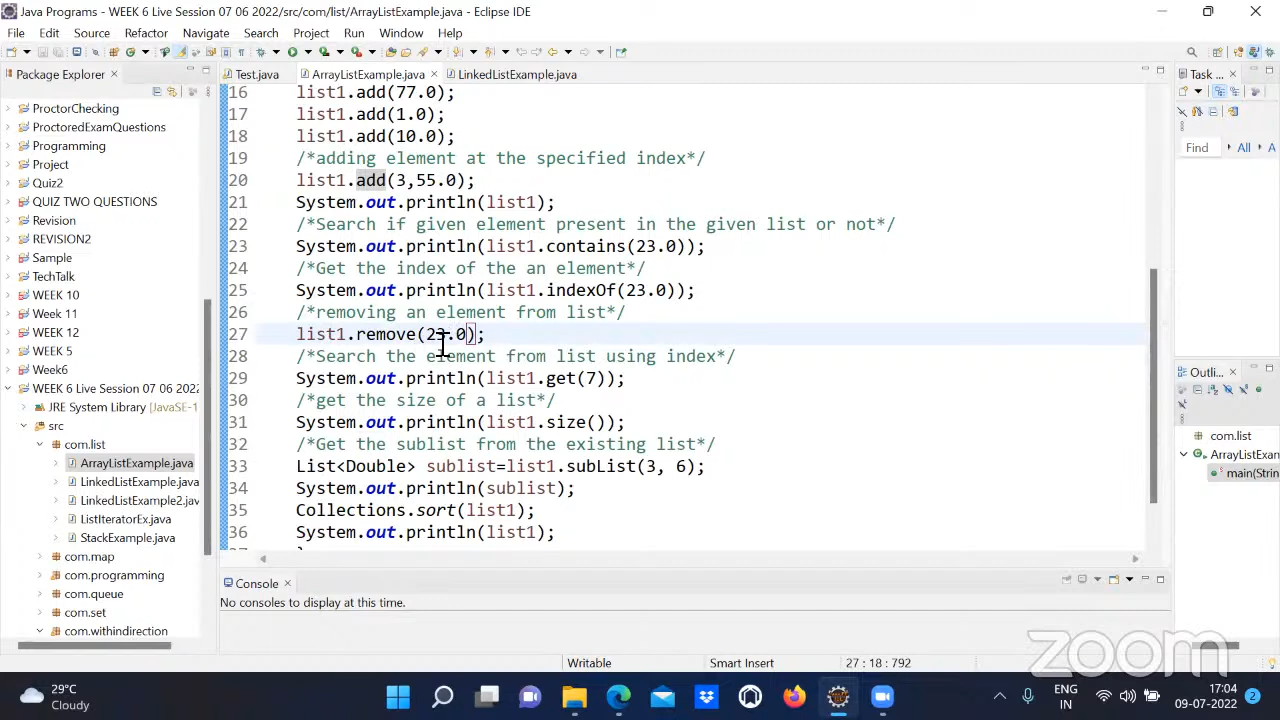 Java Programs - WEEK 6 Live Session 07 06 2022/src/com/list/ArrayListExample.java - Eclipse IDE
File Edit Source Refactor Navigate Search Project Run Window Help
Package Explorer
Test.java ArrayListExample.java LinkedListExample.java
Task
ProctorChecking
ProctoredExamQuestions
Programming
Project
Quiz2
QUIZ TWO QUESTIONS
Revision
REVISION2
Sample
TechTalk
WEEK 10
Week 11
WEEK 12
WEEK 5
Week6
WEEK 6 Live Session 07 06 2022
JRE System Library [JavaSE-1
src
com.list
ArrayListExample.java
LinkedListExample.java
LinkedListExample2.jav
ListIteratorEx.java
StackExample.java
com.map
com.programming
com.queue
com.set
com.withindirection
16 list1.add(77.0);
17 list1.add(1.0);
18 list1.add(10.0);
19 /*adding element at the specified index*/
20 list1.add(3,55.0);
21 System.out.println(list1);
22 /*Search if given element present in the given list or not*/
23 System.out.println(list1.contains(23.0));
24 /*Get the index of the an element*/
25 System.out.println(list1.indexOf(23.0));
26 /*removing an element from list*/
27 list1.remove(23.0);
28 /*Search the element from list using index*/
29 System.out.println(list1.get(7));
30 /*get the size of a list*/
31 System.out.println(list1.size());
32 /*Get the sublist from the existing list*/
33 List<Double> sublist=list1.subList(3, 6);
34 System.out.println(sublist);
35 Collections.sort(list1);
36 System.out.println(list1);
Find All A
Outli...
com.list
ArrayListExan
main(Strin
Console
No consoles to display at this time.
zoom
Writable Smart Insert 27 : 18 : 792
29°C
Cloudy
ENG
IN
17:04
09-07-2022
2